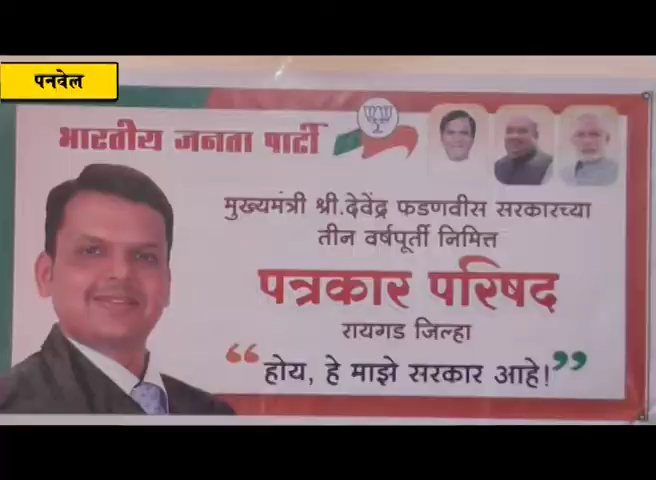 पनवेल
भारतीय जनता पार्टी
मुख्यमंत्री श्री.देवेंद्र फडणवीस सरकारच्या
तीन वर्षपूर्ती निमित्त
पत्रकार परिषद
रायगड जिल्हा
“होय, हे माझे सरकार आहे!”